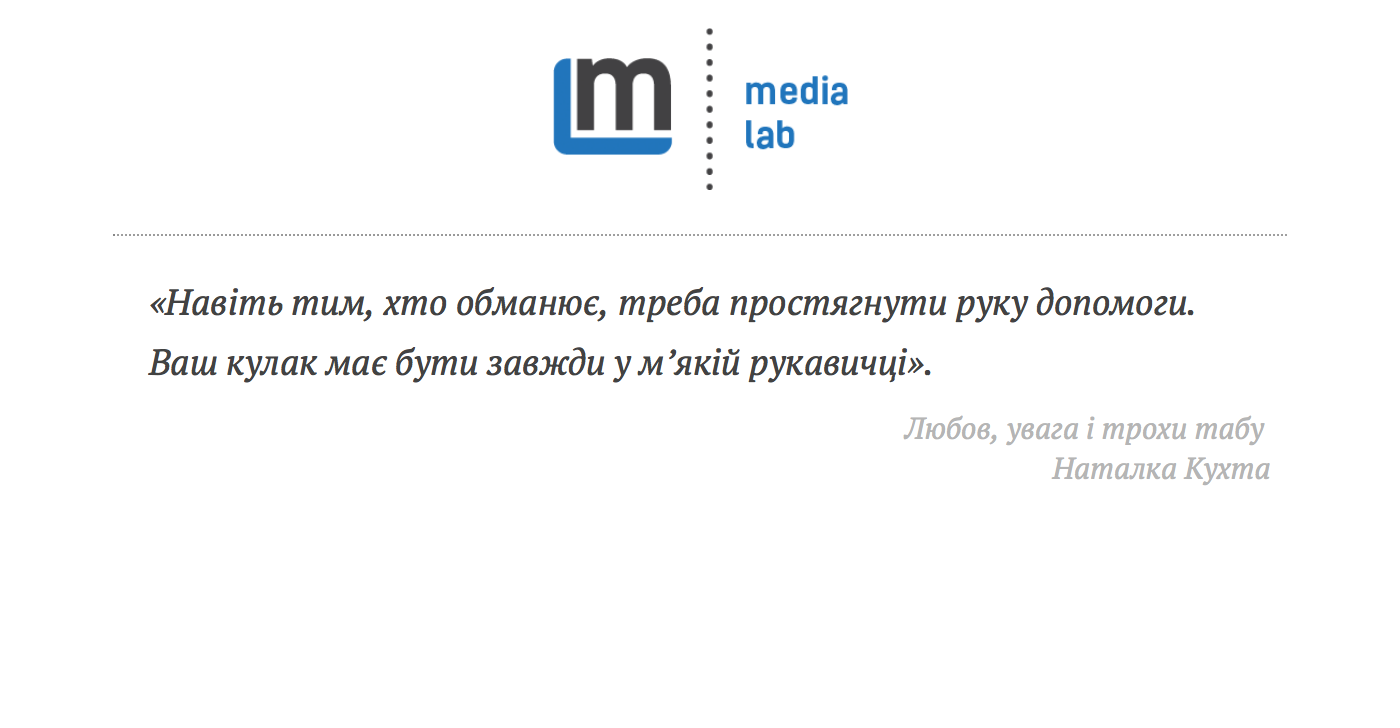 m
media
lab
«Навіть тим, хто обманює, треба простягнути руку допомоги.
Ваш кулак має бути завжди у м’якій рукавичці».
Любов, увага і трохи табу
Наталка Кухта